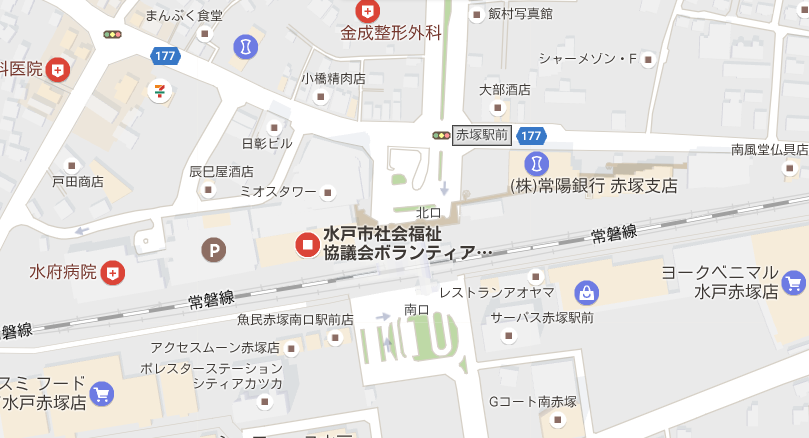 まんぷく食堂
飯村写真館
金成整形外科
177
科医院
シャーメゾン・F
小橋精肉店
大部酒店
赤塚駅前
177
日彰ビル
南風堂仏具店
辰巳屋酒店
戸田商店
ミオスタワー
(株)常陽銀行 赤塚支店
北口
水戸市社会福祉
協議会ボランティア…
常磐線
P
水府病院
ヨークベニマル
水戸赤塚店
レストランアオヤマ
常磐線
南口
サーパス赤塚駅前
魚民赤塚南口駅前店
常磐線
アクセスムーン赤塚店
ポレスターステーション
シティアカツカ
スミ フード
水戸赤塚店
Gコート南赤塚